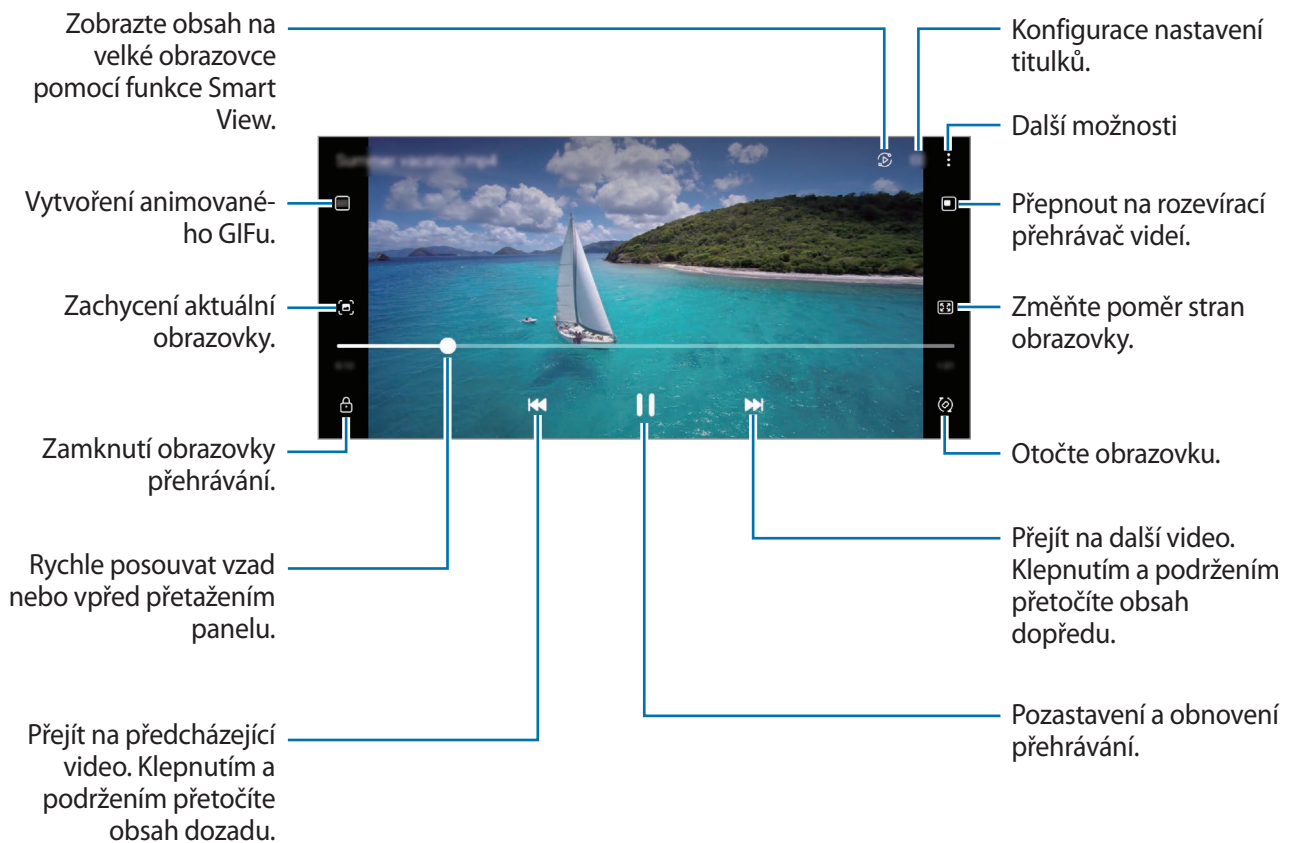 Zobrazte obsah na
velké obrazovce
pomocí funkce Smart
View.
Vytvoření animované-
ho GIFu.
Zachycení aktuální
obrazovky.
Zamknutí obrazovky
přehrávání.
Rychle posouvat vzad
nebo vpřed přetažením
panelu.
Přejít na předcházející
video. Klepnutím a
podržením přetočíte
obsah dozadu.
Summer vacation.mp4
Konfigurace nastavení
titulků.
Další možnosti
Přepnout na rozevírací
přehrávač videí.
Změňte poměr stran
obrazovky.
Otočte obrazovku.
Přejít na další video.
Klepnutím a podržením
přetočíte obsah
dopředu.
Pozastavení a obnovení
přehrávání.